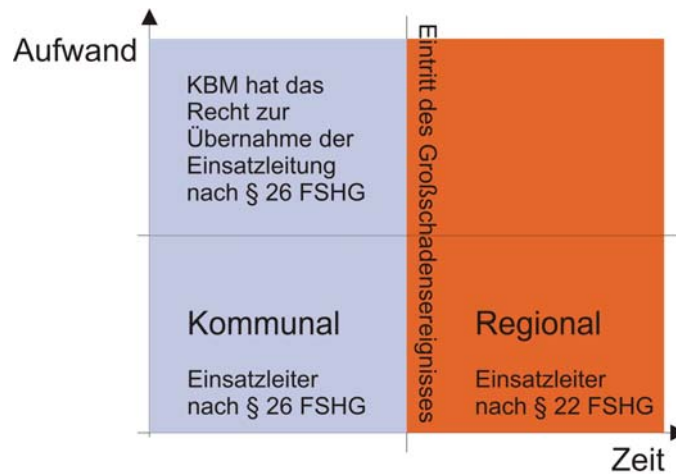 Aufwand
KBM hat das
Recht zur
Übernahme der
Einsatzleitung
nach § 26 FSHG
Eintritt des Großschadensereignisses
Kommunal
Einsatzleiter
nach § 26 FSHG
Regional
Einsatzleiter
nach § 22 FSHG
Zeit